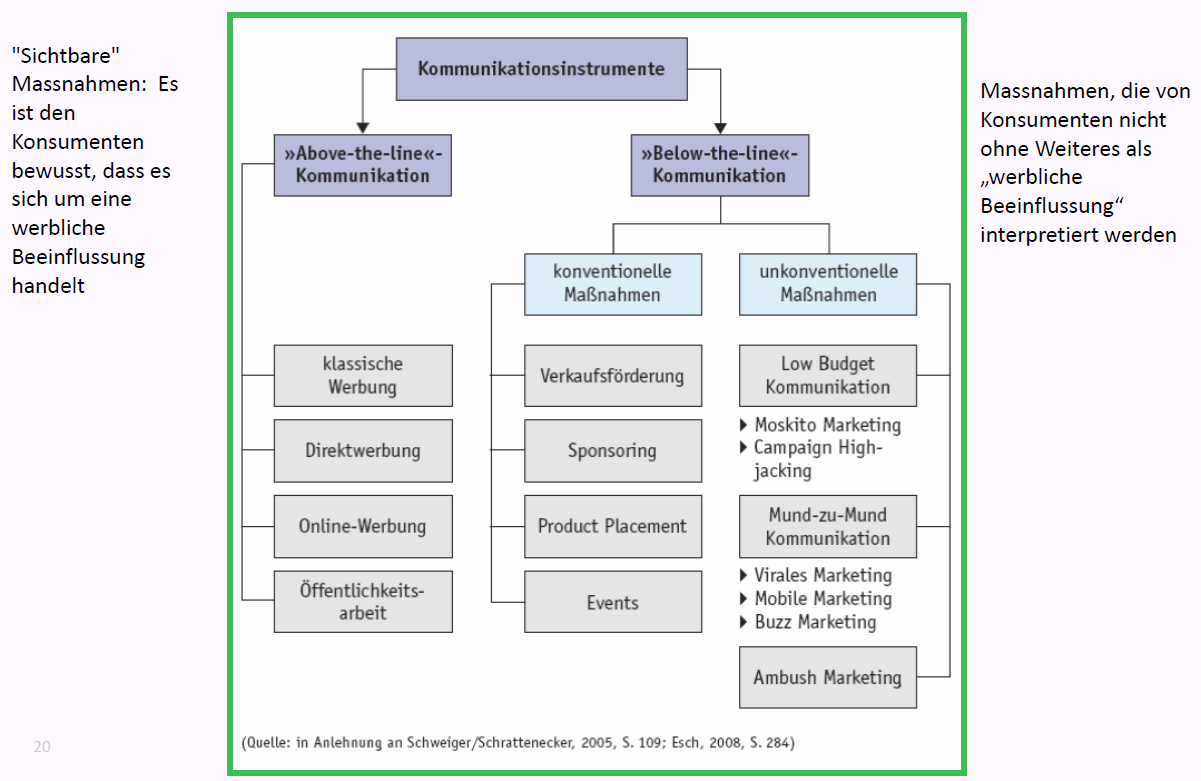 "Sichtbare"
Massnahmen:  Es
ist den
Konsumenten
bewusst, dass es
sich um eine
werbliche
Beeinflussung
handelt
Kommunikationsinstrumente
»Above-the-line«-
Kommunikation
»Below-the-line«-
Kommunikation
konventionelle
Maßnahmen
unkonventionelle
Maßnahmen
klassische
Werbung
Direktwerbung
Online-Werbung
Öffentlichkeits-
arbeit
Verkaufsförderung
Sponsoring
Product Placement
Events
Low Budget
Kommunikation
Moskito Marketing
Campaign High-
jacking
Mund-zu-Mund
Kommunikation
Virales Marketing
Mobile Marketing
Buzz Marketing
Ambush Marketing
(Quelle: in Anlehnung an Schweiger/Schrattenecker, 2005, S. 109; Esch, 2008, S. 284)
Massnahmen, die von
Konsumenten nicht
ohne Weiteres als
„werbliche
Beeinflussung“
interpretiert werden
20